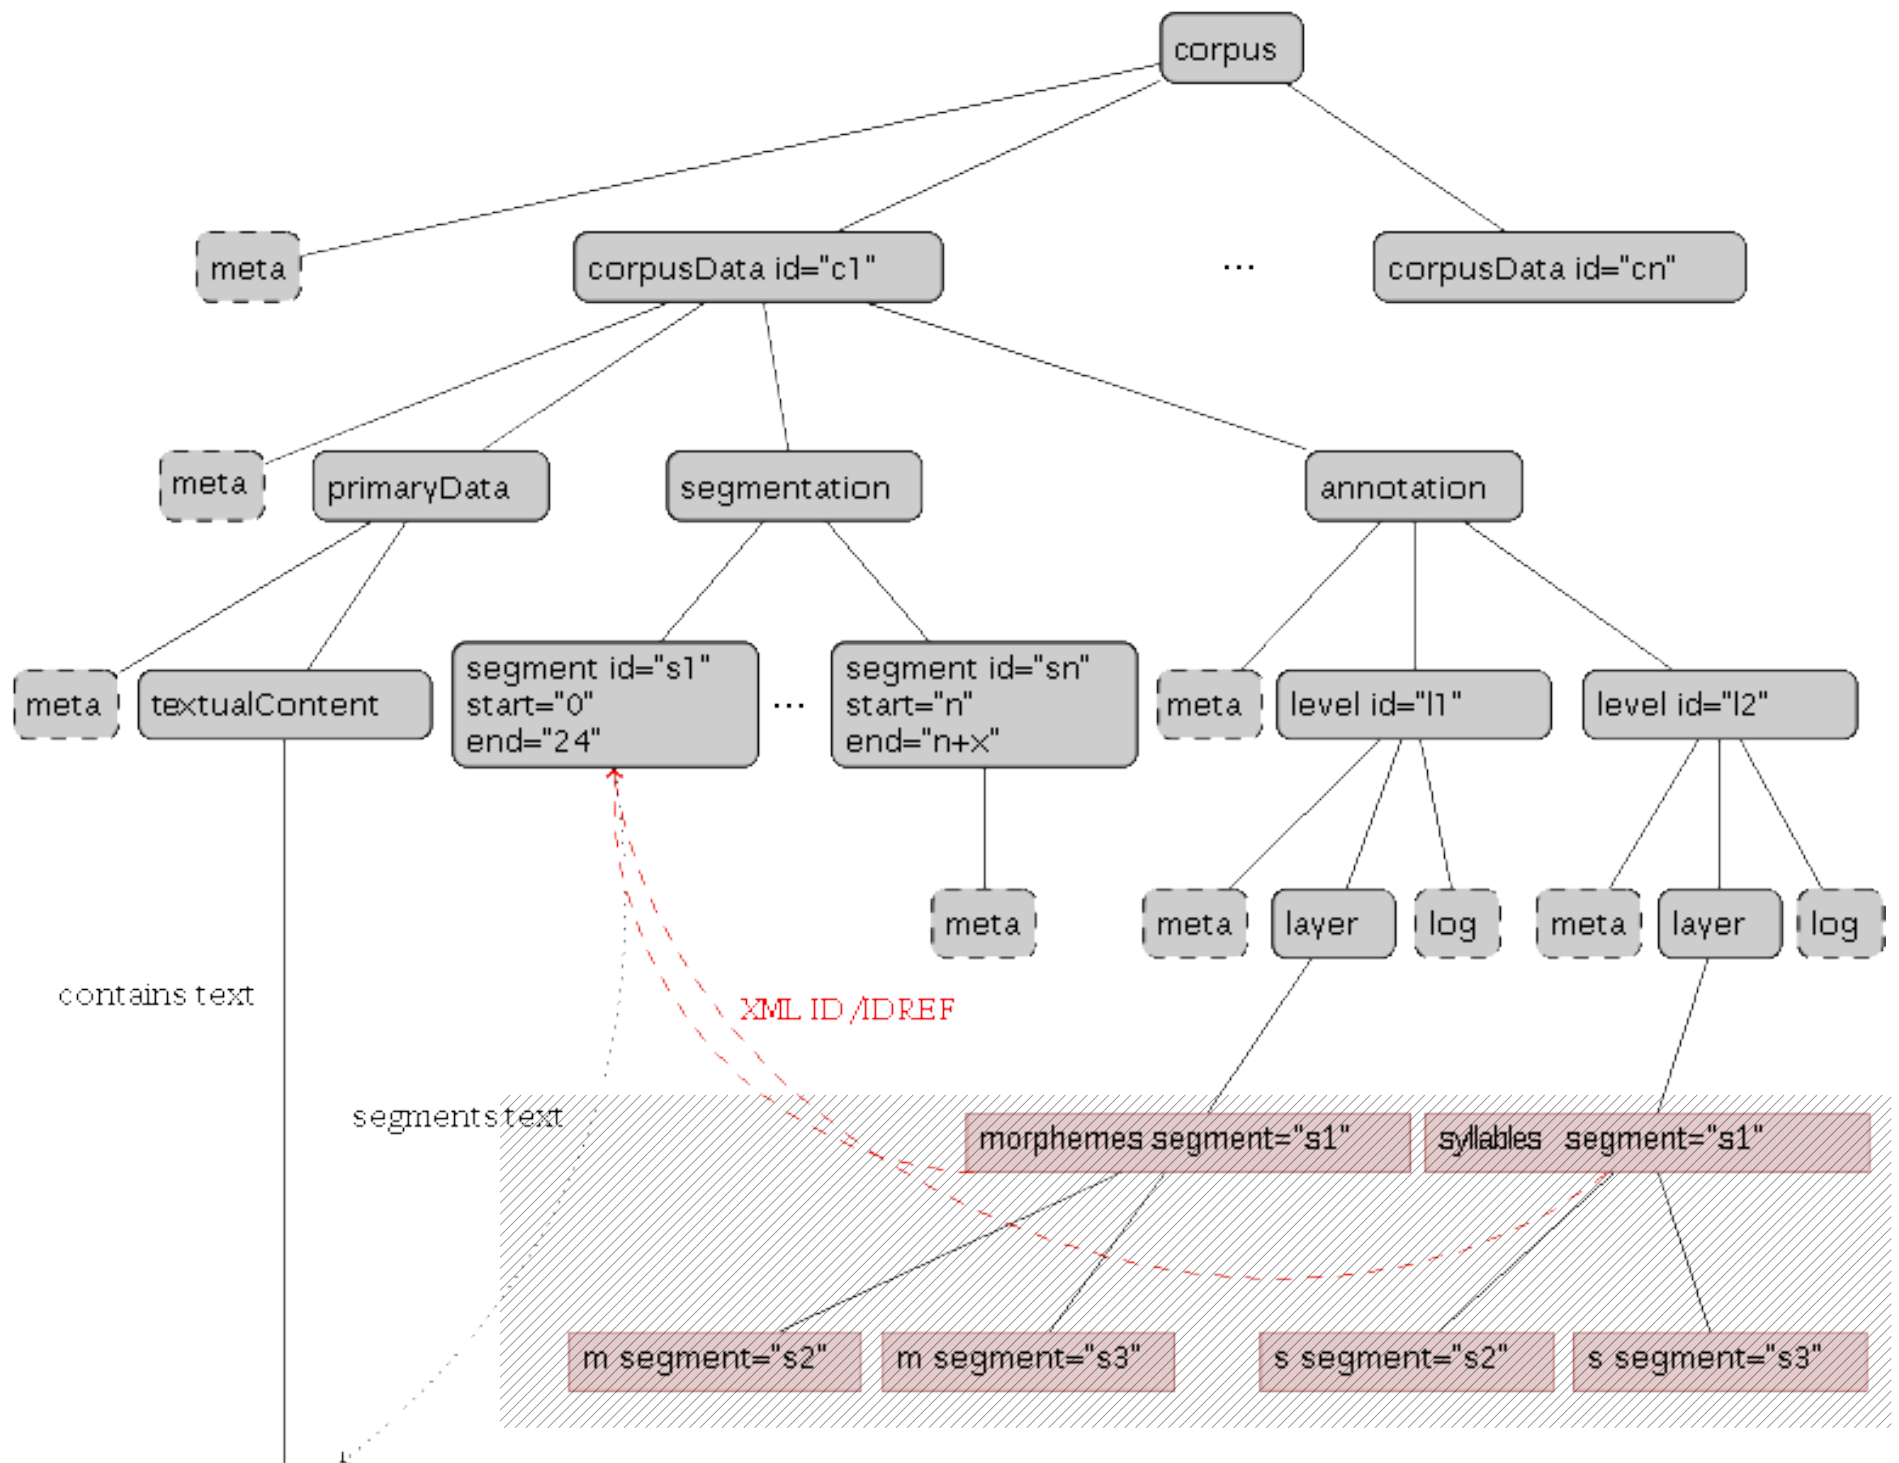 corpus
meta
corpusData id="c1"
...
corpusData id="cn"
meta
primaryData
segmentation
annotation
meta
textualContent
segment id="s1"
start="0"
end="24"
...
segment id="sn"
start="n"
end="n+x"
meta
level id="l1"
level id="l2"
meta
meta
layer
log
meta
layer
log
contains text
XML ID/IDREF
segments text
morphemes segment="s1"
syllables segment="s1"
m segment="s2"
m segment="s3"
s segment="s2"
s segment="s3"